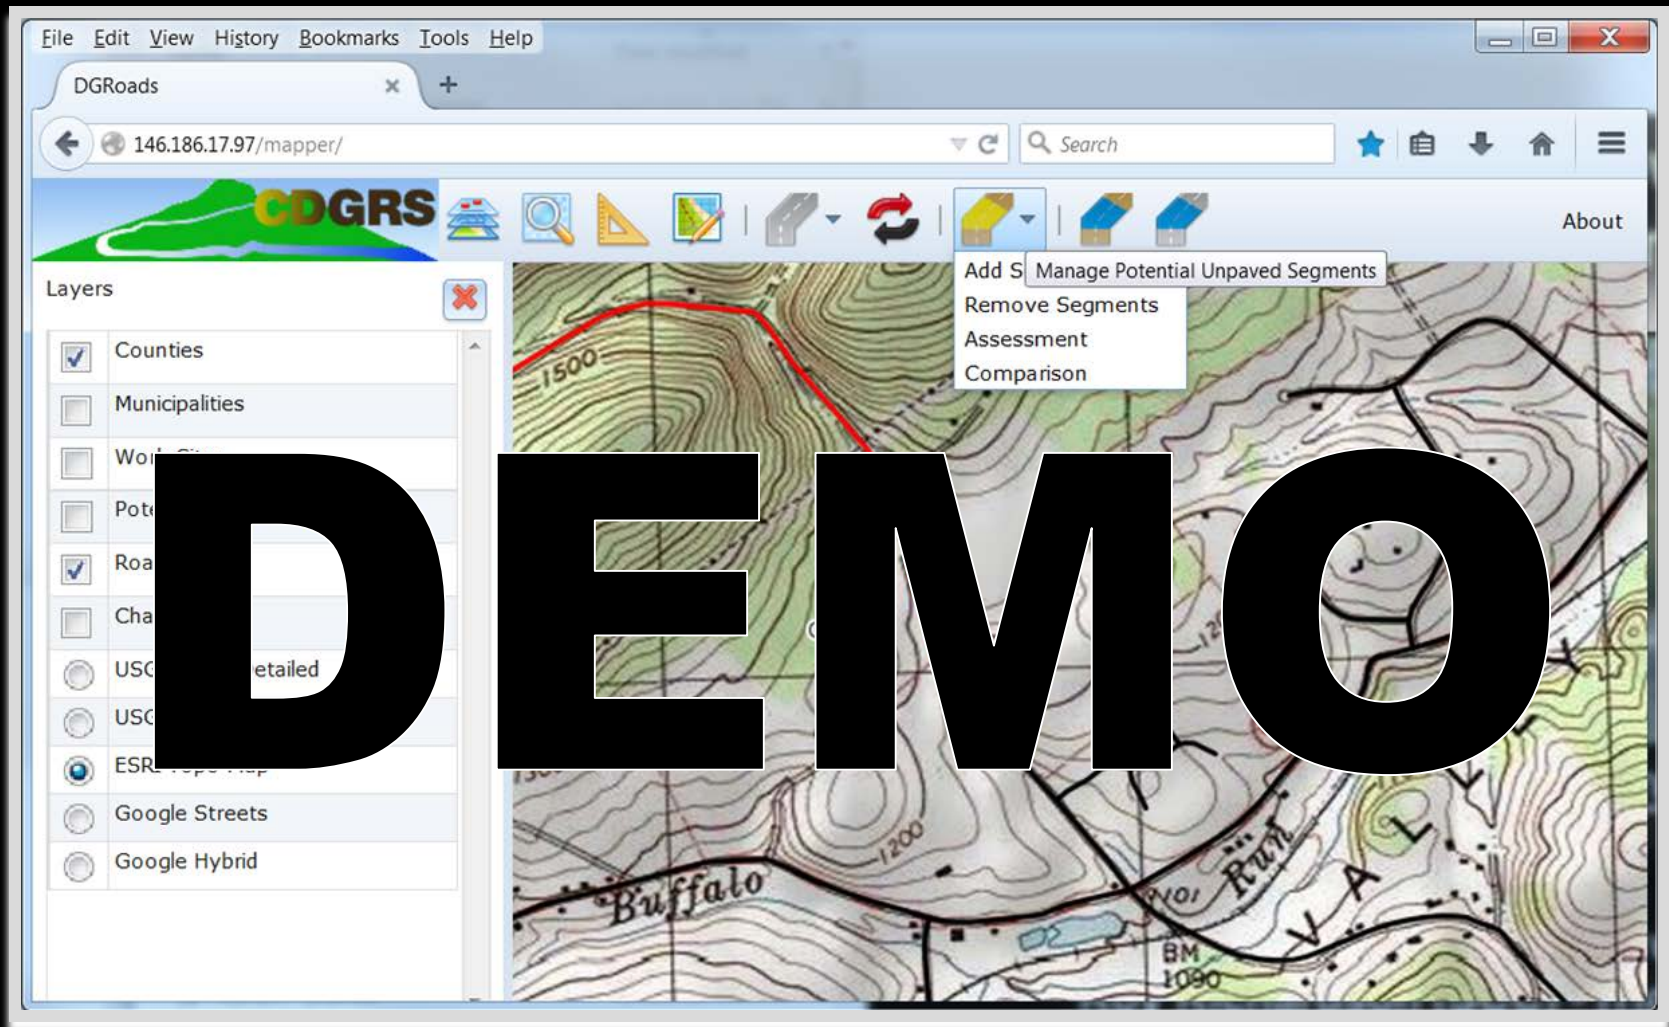 File Edit View History Bookmarks Tools Help
DGRoads
146.186.17.97/mapper/
Search
CDGRS
About
Layers
Add
Manage Potential Unpaved Segments
Remove Segments
Assessment
Comparison
Counties
Municipalities
Google Streets
Google Hybrid
DEMO
1500
1200
Buffalo
Run
1101
BM
1090
VALLEY